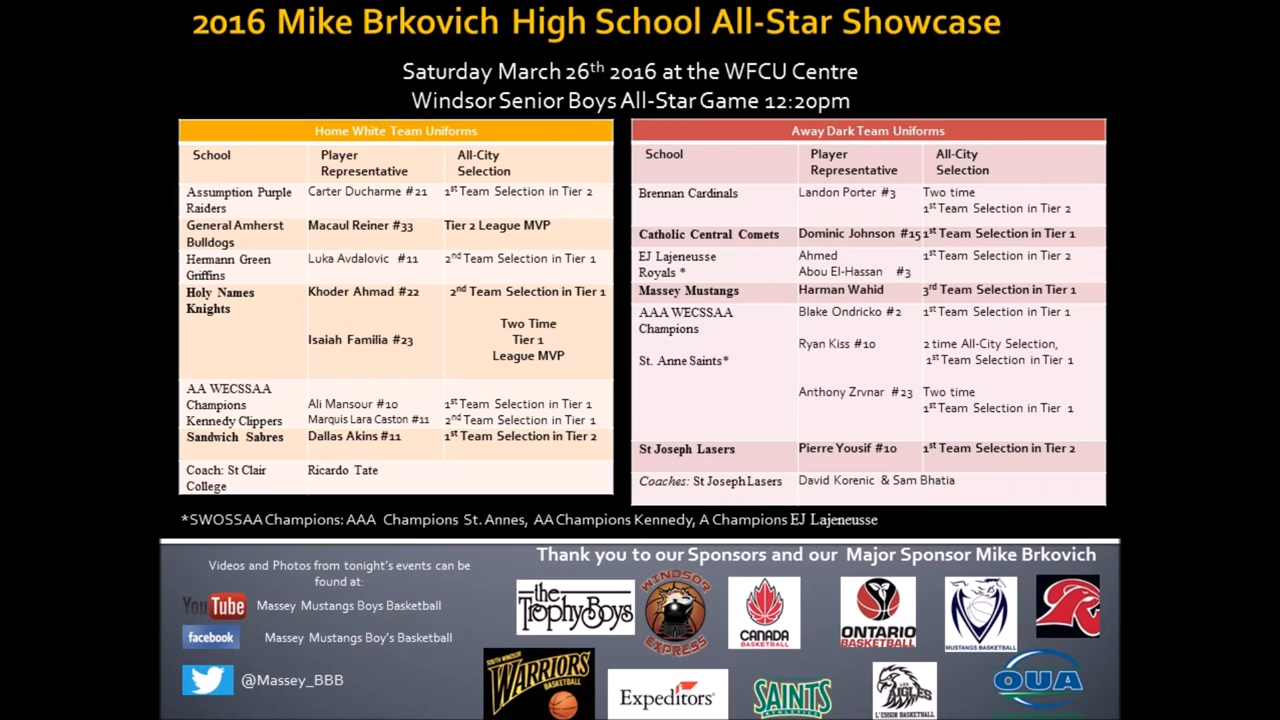 2016 Mike Brkovich High School All-Star Showcase
Saturday March 26th 2016 at the WFCU Centre
Windsor Senior Boys All-Star Game 12:20pm
Home White Team Uniforms
School Player Representative All-City Selection
Assumption Purple Raiders Carter Ducharme #21 1st Team Selection in Tier 2
General Amherst Bulldogs Macaul Reiner #33 Tier 2 League MVP
Hermann Green Griffins Luka Avdalovic #11 2nd Team Selection in Tier 1
Holy Names Knights Khoder Ahmad #22 2nd Team Selection in Tier 1
Isaiah Familia #23 Two Time Tier 1 League MVP
AA WECSSAA Champions
Kennedy Clippers Ali Mansour #10 1st Team Selection in Tier 1
Marquis Lara Caston #11 2nd Team Selection in Tier 1
Sandwich Sabres Dallas Akins #11 1st Team Selection in Tier 2
Coach: St Clair College Ricardo Tate
Away Dark Team Uniforms
School Player Representative All-City Selection
Brennan Cardinals Landon Porter #3 Two time 1st Team Selection in Tier 2
Catholic Central Comets Dominic Johnson #15 1st Team Selection in Tier 1
EJ Lajeneusse Royals * Ahmed Abou El-Hassan #3 1st Team Selection in Tier 2
Massey Mustangs Harman Wahid 3rd Team Selection in Tier 1
AAA WECSSAA Champions Blake Ondricko #2 1st Team Selection in Tier 1
St. Anne Saints* Ryan Kiss #10 2 time All-City Selection, 1st Team Selection in Tier 1
Anthony Zrvnar #23 Two time 1st Team Selection in Tier 1
St Joseph Lasers Pierre Yousif #10 1st Team Selection in Tier 2
Coaches: St Joseph Lasers David Korenic & Sam Bhatia
*SWOSSAA Champions: AAA Champions St. Annes, AA Champions Kennedy, A Champions EJ Lajeneusse
Videos and Photos from tonight's events can be found at:
YouTube Massey Mustangs Boys Basketball
facebook Massey Mustangs Boy's Basketball
@Massey_BBB
Thank you to our Sponsors and our Major Sponsor Mike Brkovich
the TrophyBoys
WINDSOR EXPRESS
CANADA BASKETBALL
ONTARIO BASKETBALL
MUSTANGS BASKETBALL
SOUTH WINDSOR WARRIORS BASKETBALL
Expeditors
SAINTS ATHLETICS
LES AIGLES L'ESSOR BASKETBALL
OUA